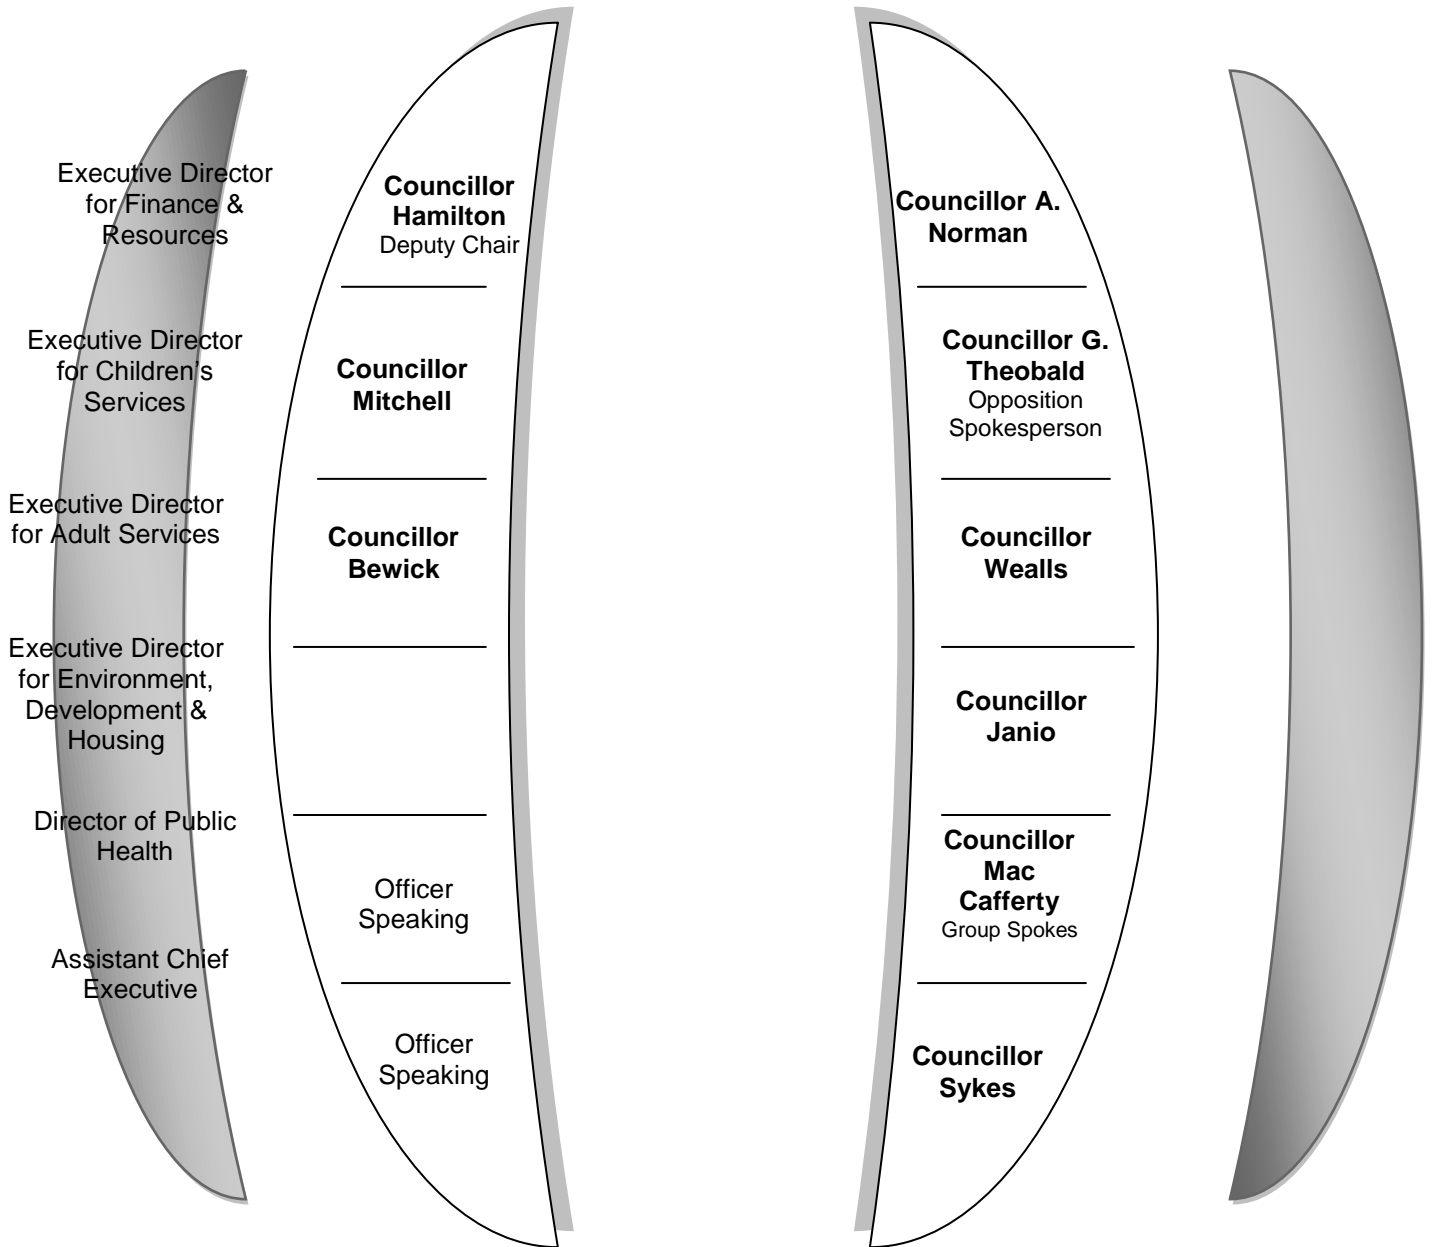 Executive Director
for Finance &
Resources
Executive Director
for Children's
Services
Executive Director
for Adult Services
Executive Director
for Environment,
Development &
Housing
Director of Public
Health
Assistant Chief
Executive
Councillor
Hamilton
Deputy Chair
Councillor
Mitchell
Councillor
Bewick
Officer
Speaking
Officer
Speaking
Councillor A.
Norman
Councillor G.
Theobald
Opposition
Spokesperson
Councillor
Wealls
Councillor
Janio
Councillor
Mac
Cafferty
Group Spokes
Councillor
Sykes